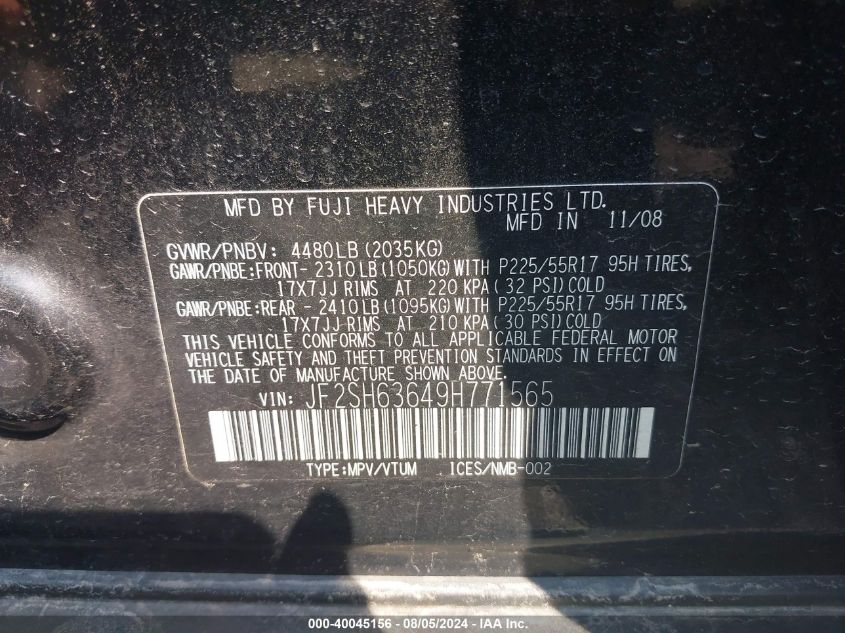 MFD BY FUJI HEAVY INDUSTRIES LTD.
MFD IN 11/08
GVWR/PNBV: 4480LB (2035KG)
GAWR/PNBE:FRONT- 2310LB(1050KG)WITH P225/55R17 95H TIRES,
17X7JJ RIMS AT 220 KPA( 32 PSI)COLD
GAWR/PNBE:REAR - 2410LB(1095KG)WITH P225/55R17 95H TIRES,
17X7JJ RIMS AT 210 KPA( 30 PSI)COLD
THIS VEHICLE CONFORMS TO ALL APPLICABLE FEDERAL MOTOR
VEHICLE SAFETY AND THEFT PREVENTION STANDARDS IN EFFECT ON
THE DATE OF MANUFACTURE SHOWN ABOVE.
VIN: JF2SH63649H771565
TYPE:MPV/VTUM ICES/NMB-002
000-40045156 - 08/05/2024 - IAA Inc.